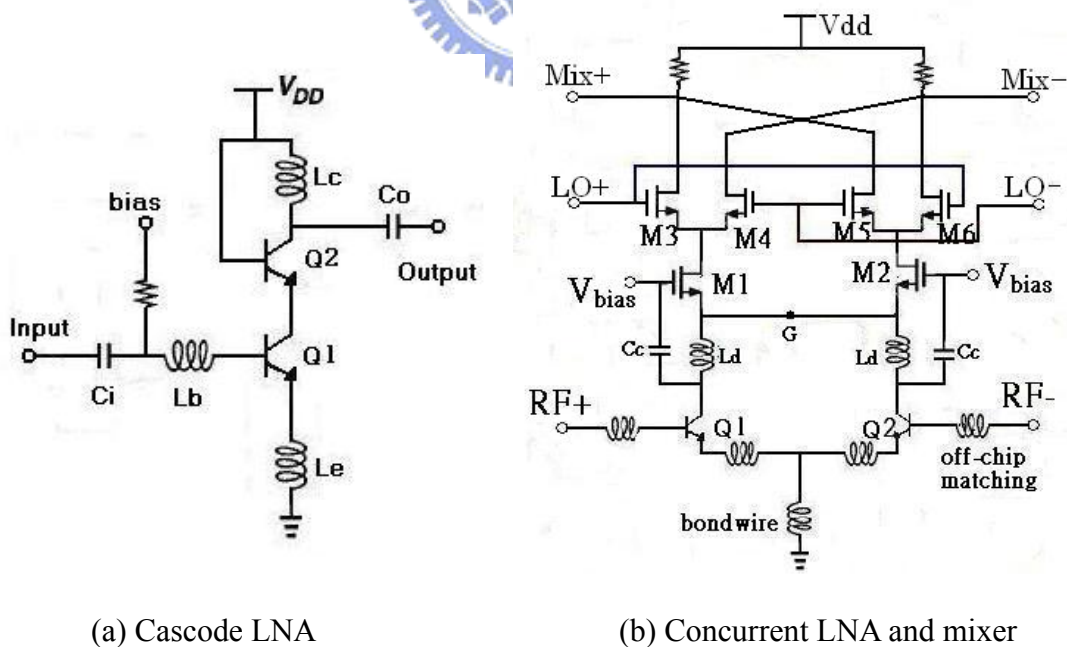 V_DD
Lc
bias
Co
Q2
Output
Input
Q1
Ci
Lb
Le
(a) Cascode LNA
Vdd
Mix+
Mix-
LO+
LO-
M3
M4
M5
M6
M1
M2
V_bias
V_bias
G
Cc
Ld
Ld
Cc
RF+
RF-
Q1
Q2
off-chip
matching
bondwire
(b) Concurrent LNA and mixer